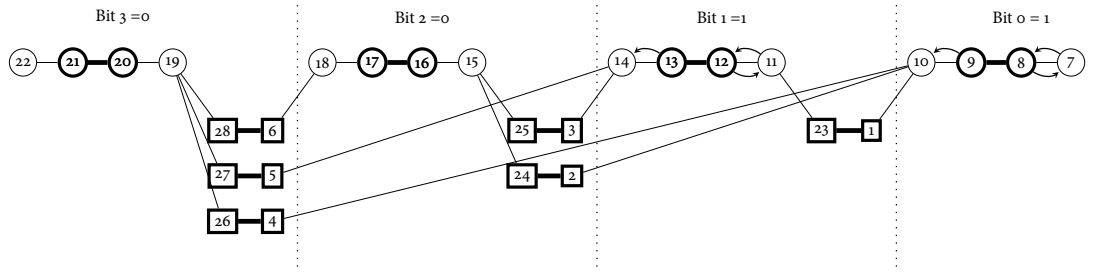 Bit 3 =0 Bit 2 =0 Bit 1 =1 Bit 0 = 1
22 21 20 19 18 17 16 15 14 13 12 11 10 9 8 7
28 6 25 3 23 1
27 5 24 2
26 4